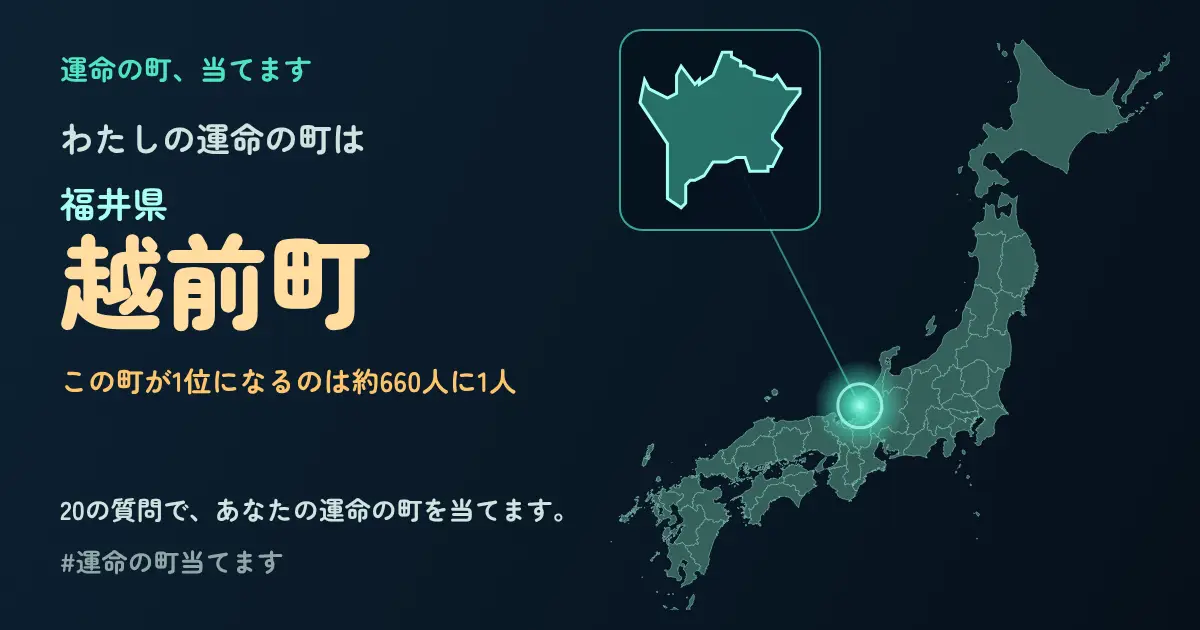 運命の町、当てます
わたしの運命の町は
福井県
越前町
この町が1位になるのは約660人に1人
20の質問で、あなたの運命の町を当てます。
#運命の町当てます